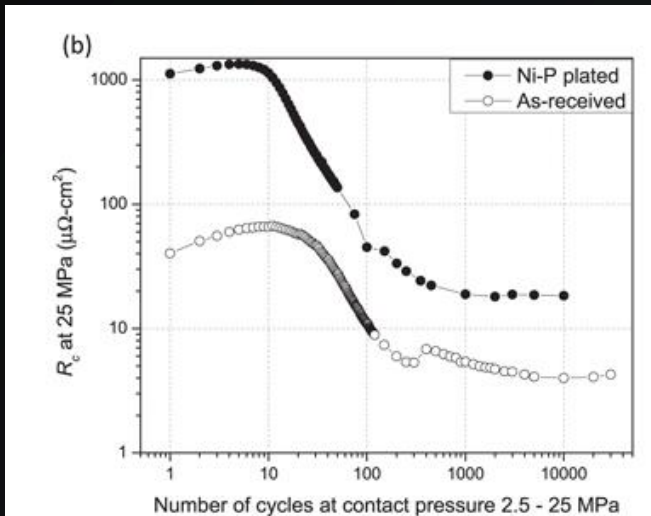 (b)
Ni-P plated
As-received
1000
100
10
1
R_c at 25 MPa (μΩ-cm²)
1 10 100 1000 10000
Number of cycles at contact pressure 2.5 - 25 MPa